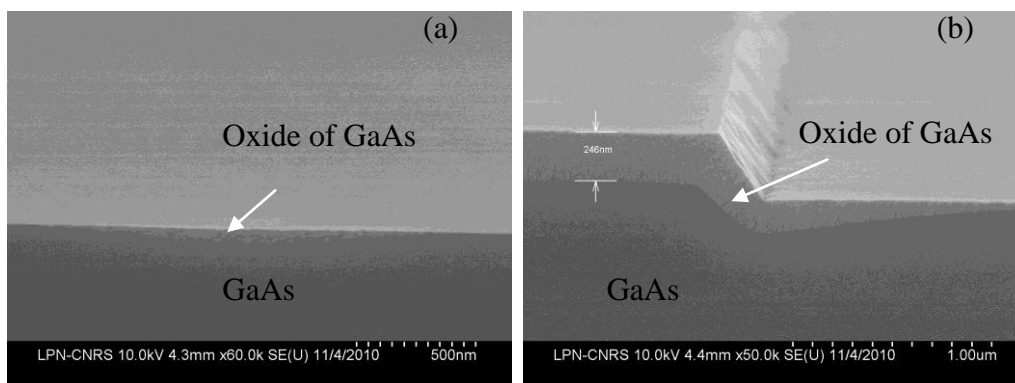 (a)
Oxide of GaAs
GaAs
LPN-CNRS 10.0kV 4.3mm x60.0k SE(U) 11/4/2010 500nm
(b)
Oxide of GaAs
246nm
GaAs
LPN-CNRS 10.0kV 4.4mm x50.0k SE(U) 11/4/2010 1.00um